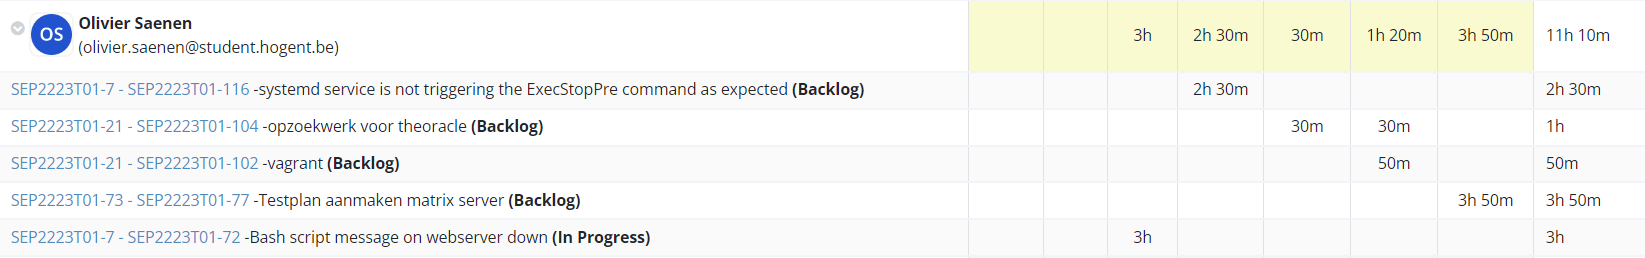 OS
Olivier Saenen
(olivier.saenen@student.hogent.be) 3h 2h 30m 30m 1h 20m 3h 50m 11h 10m
SEP2223T01-7 - SEP2223T01-116 -systemd service is not triggering the ExecStopPre command as expected (Backlog) 2h 30m 2h 30m
SEP2223T01-21 - SEP2223T01-104 -opzoekwerk voor theoracle (Backlog) 30m 30m 1h
SEP2223T01-21 - SEP2223T01-102 -vagrant (Backlog) 50m 50m
SEP2223T01-73 - SEP2223T01-77 -Testplan aanmaken matrix server (Backlog) 3h 50m 3h 50m
SEP2223T01-7 - SEP2223T01-72 -Bash script message on webserver down (In Progress) 3h 3h